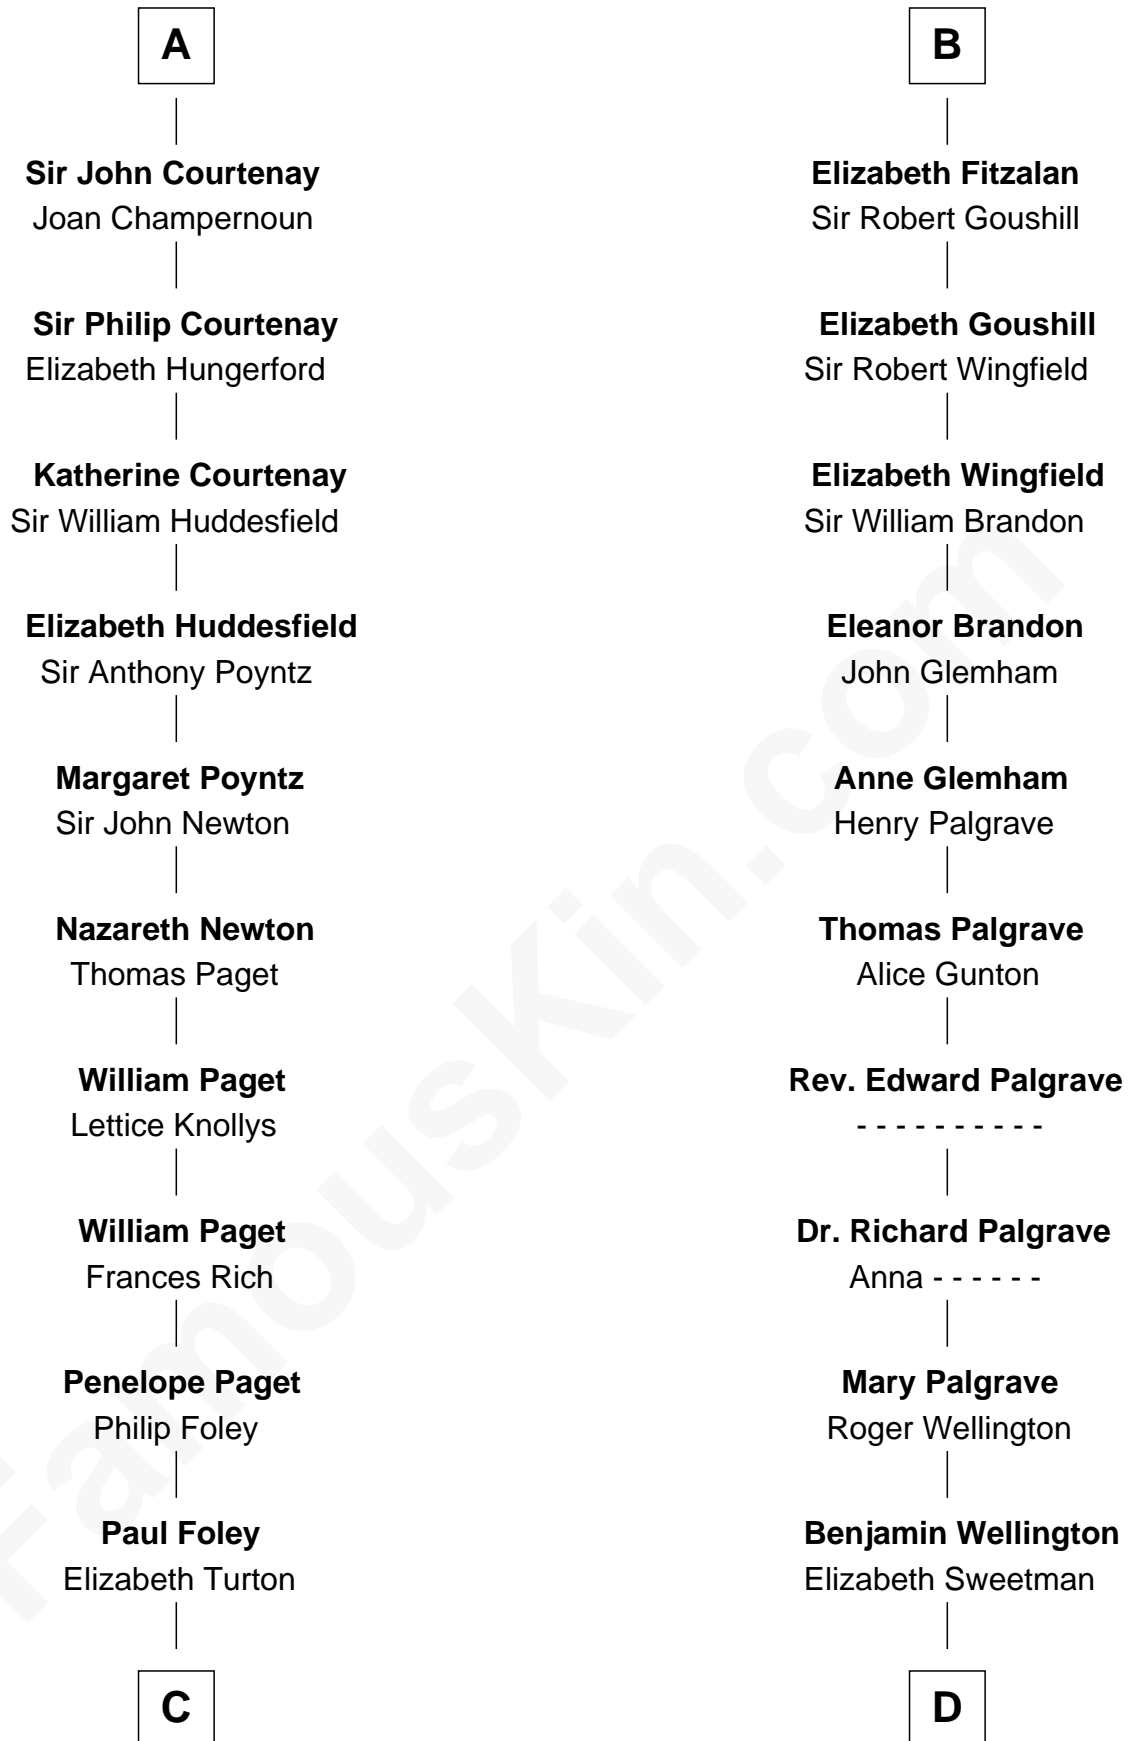 A
Sir John Courtenay
Joan Champernoun
Sir Philip Courtenay
Elizabeth Hungerford
Katherine Courtenay
Sir William Huddesfield
Elizabeth Huddesfield
Sir Anthony Poyntz
Margaret Poyntz
Sir John Newton
Nazareth Newton
Thomas Paget
William Paget
Lettice Knollys
William Paget
Frances Rich
Penelope Paget
Philip Foley
Paul Foley
Elizabeth Turton
C
B
Elizabeth Fitzalan
Sir Robert Goushill
Elizabeth Goushill
Sir Robert Wingfield
Elizabeth Wingfield
Sir William Brandon
Eleanor Brandon
John Glemham
Anne Glemham
Henry Palgrave
Thomas Palgrave
Alice Gunton
Rev. Edward Palgrave
- - - - - - - - - -
Dr. Richard Palgrave
Anna - - - - - -
Mary Palgrave
Roger Wellington
Benjamin Wellington
Elizabeth Sweetman
D
FamousKin.com